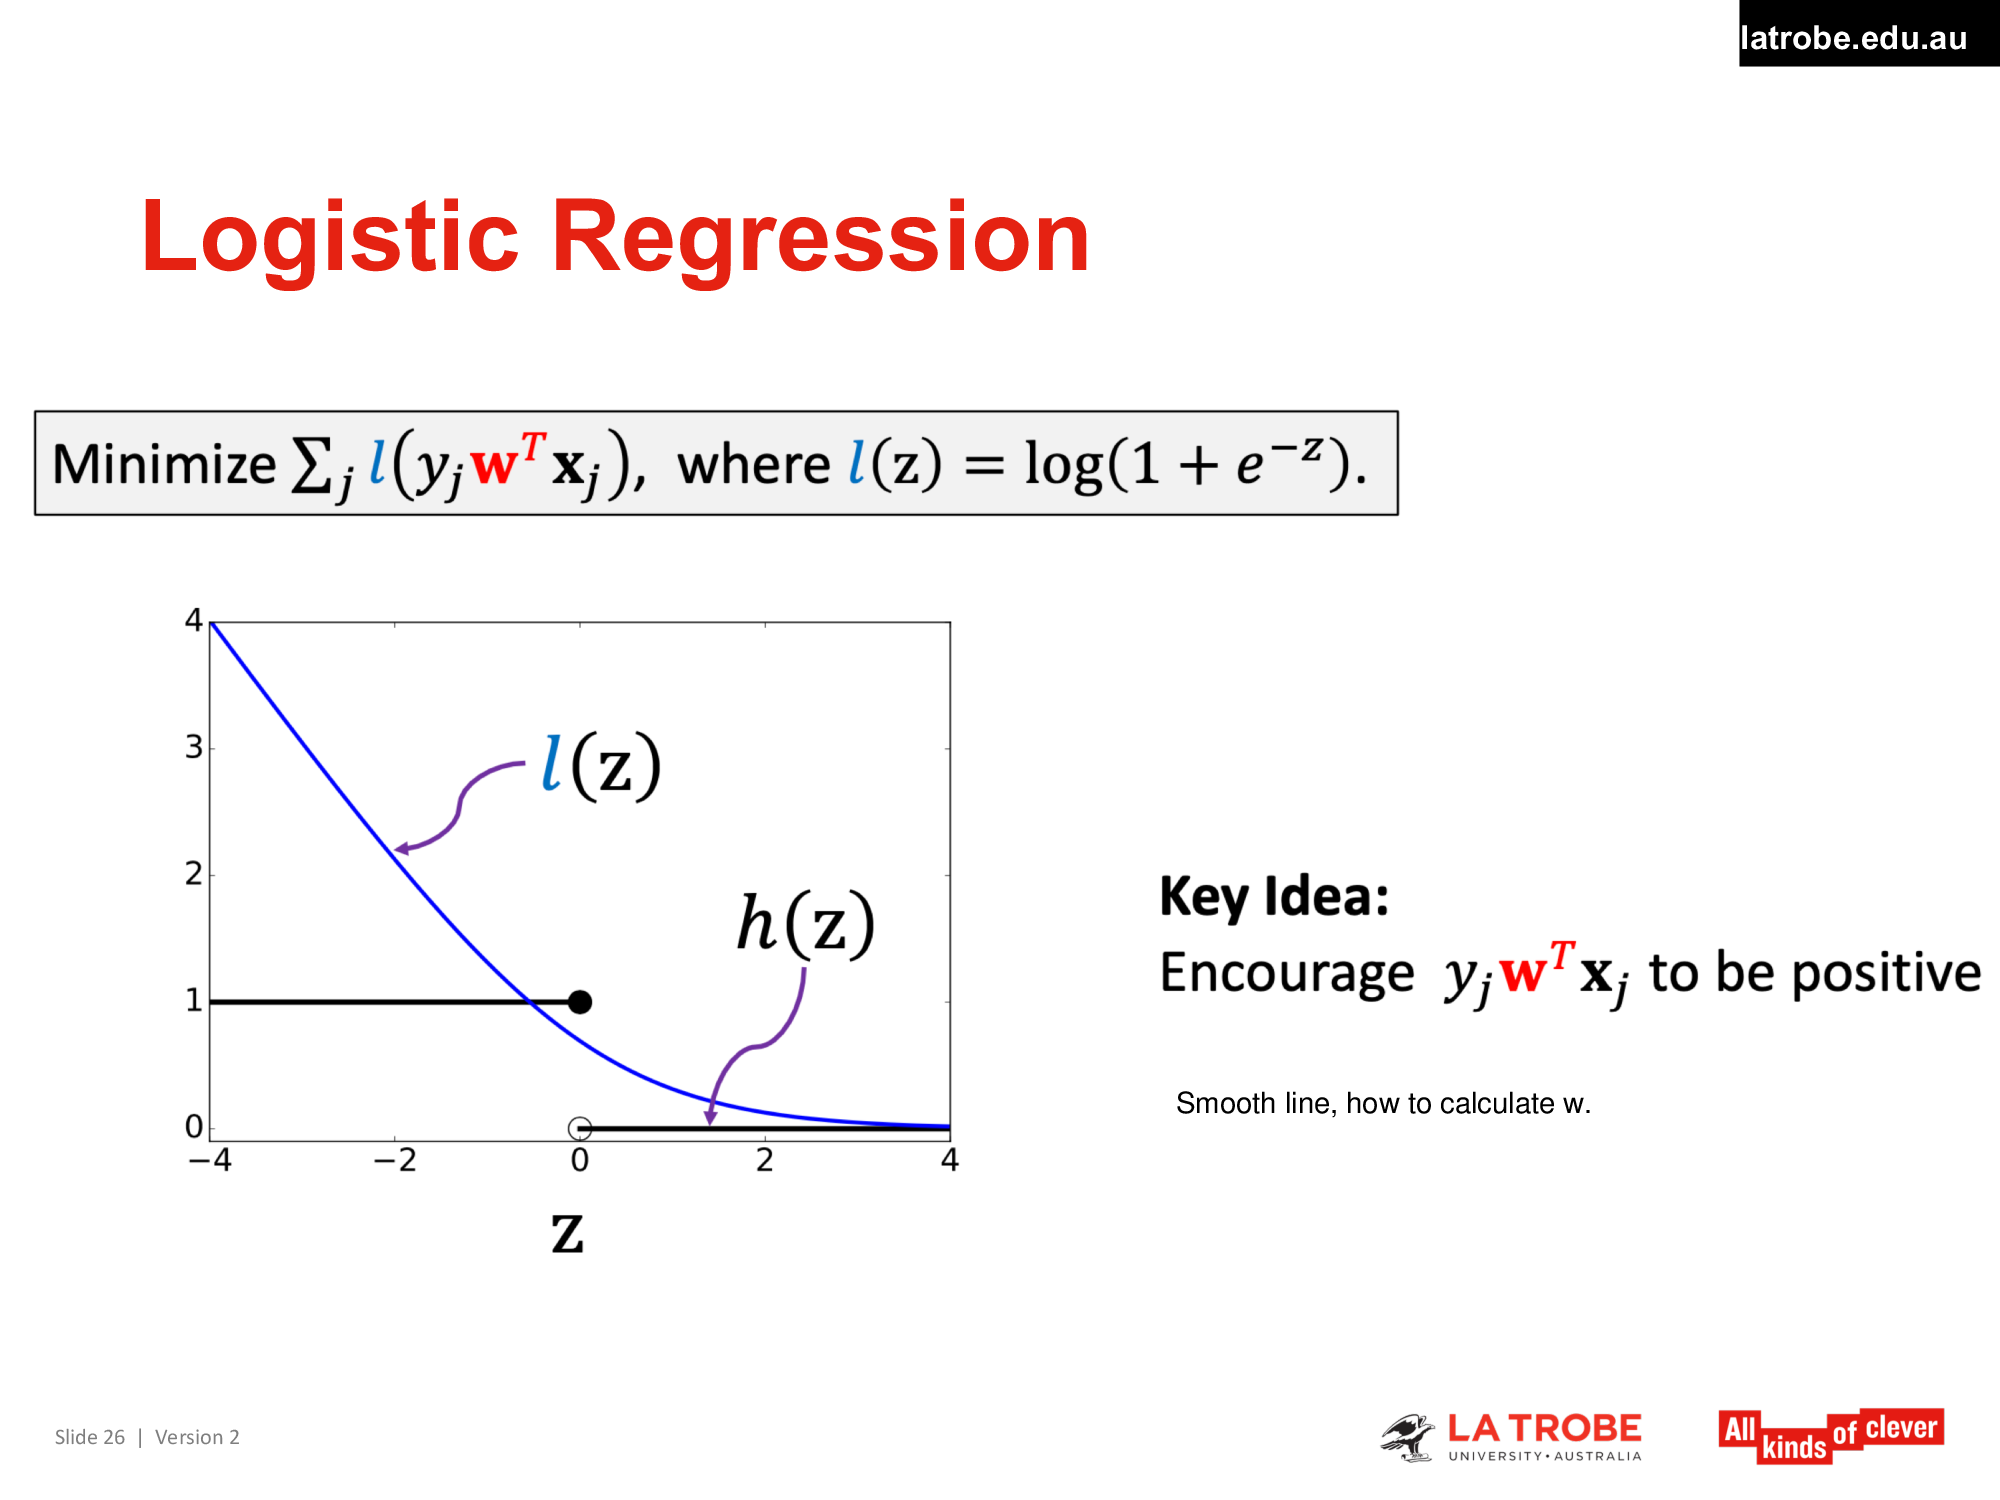 latrobe.edu.au
Logistic Regression
Minimize ∑ⱼ l(yⱼwᵀxⱼ), where l(z) = log(1 + e⁻ᶻ).
4
3
2
1
0
−4 −2 0 2 4
z
l(z)
h(z)
Key Idea:
Encourage yⱼwᵀxⱼ to be positive
Smooth line, how to calculate w.
Slide 26 | Version 2
LA TROBE
UNIVERSITY • AUSTRALIA
All kinds of clever